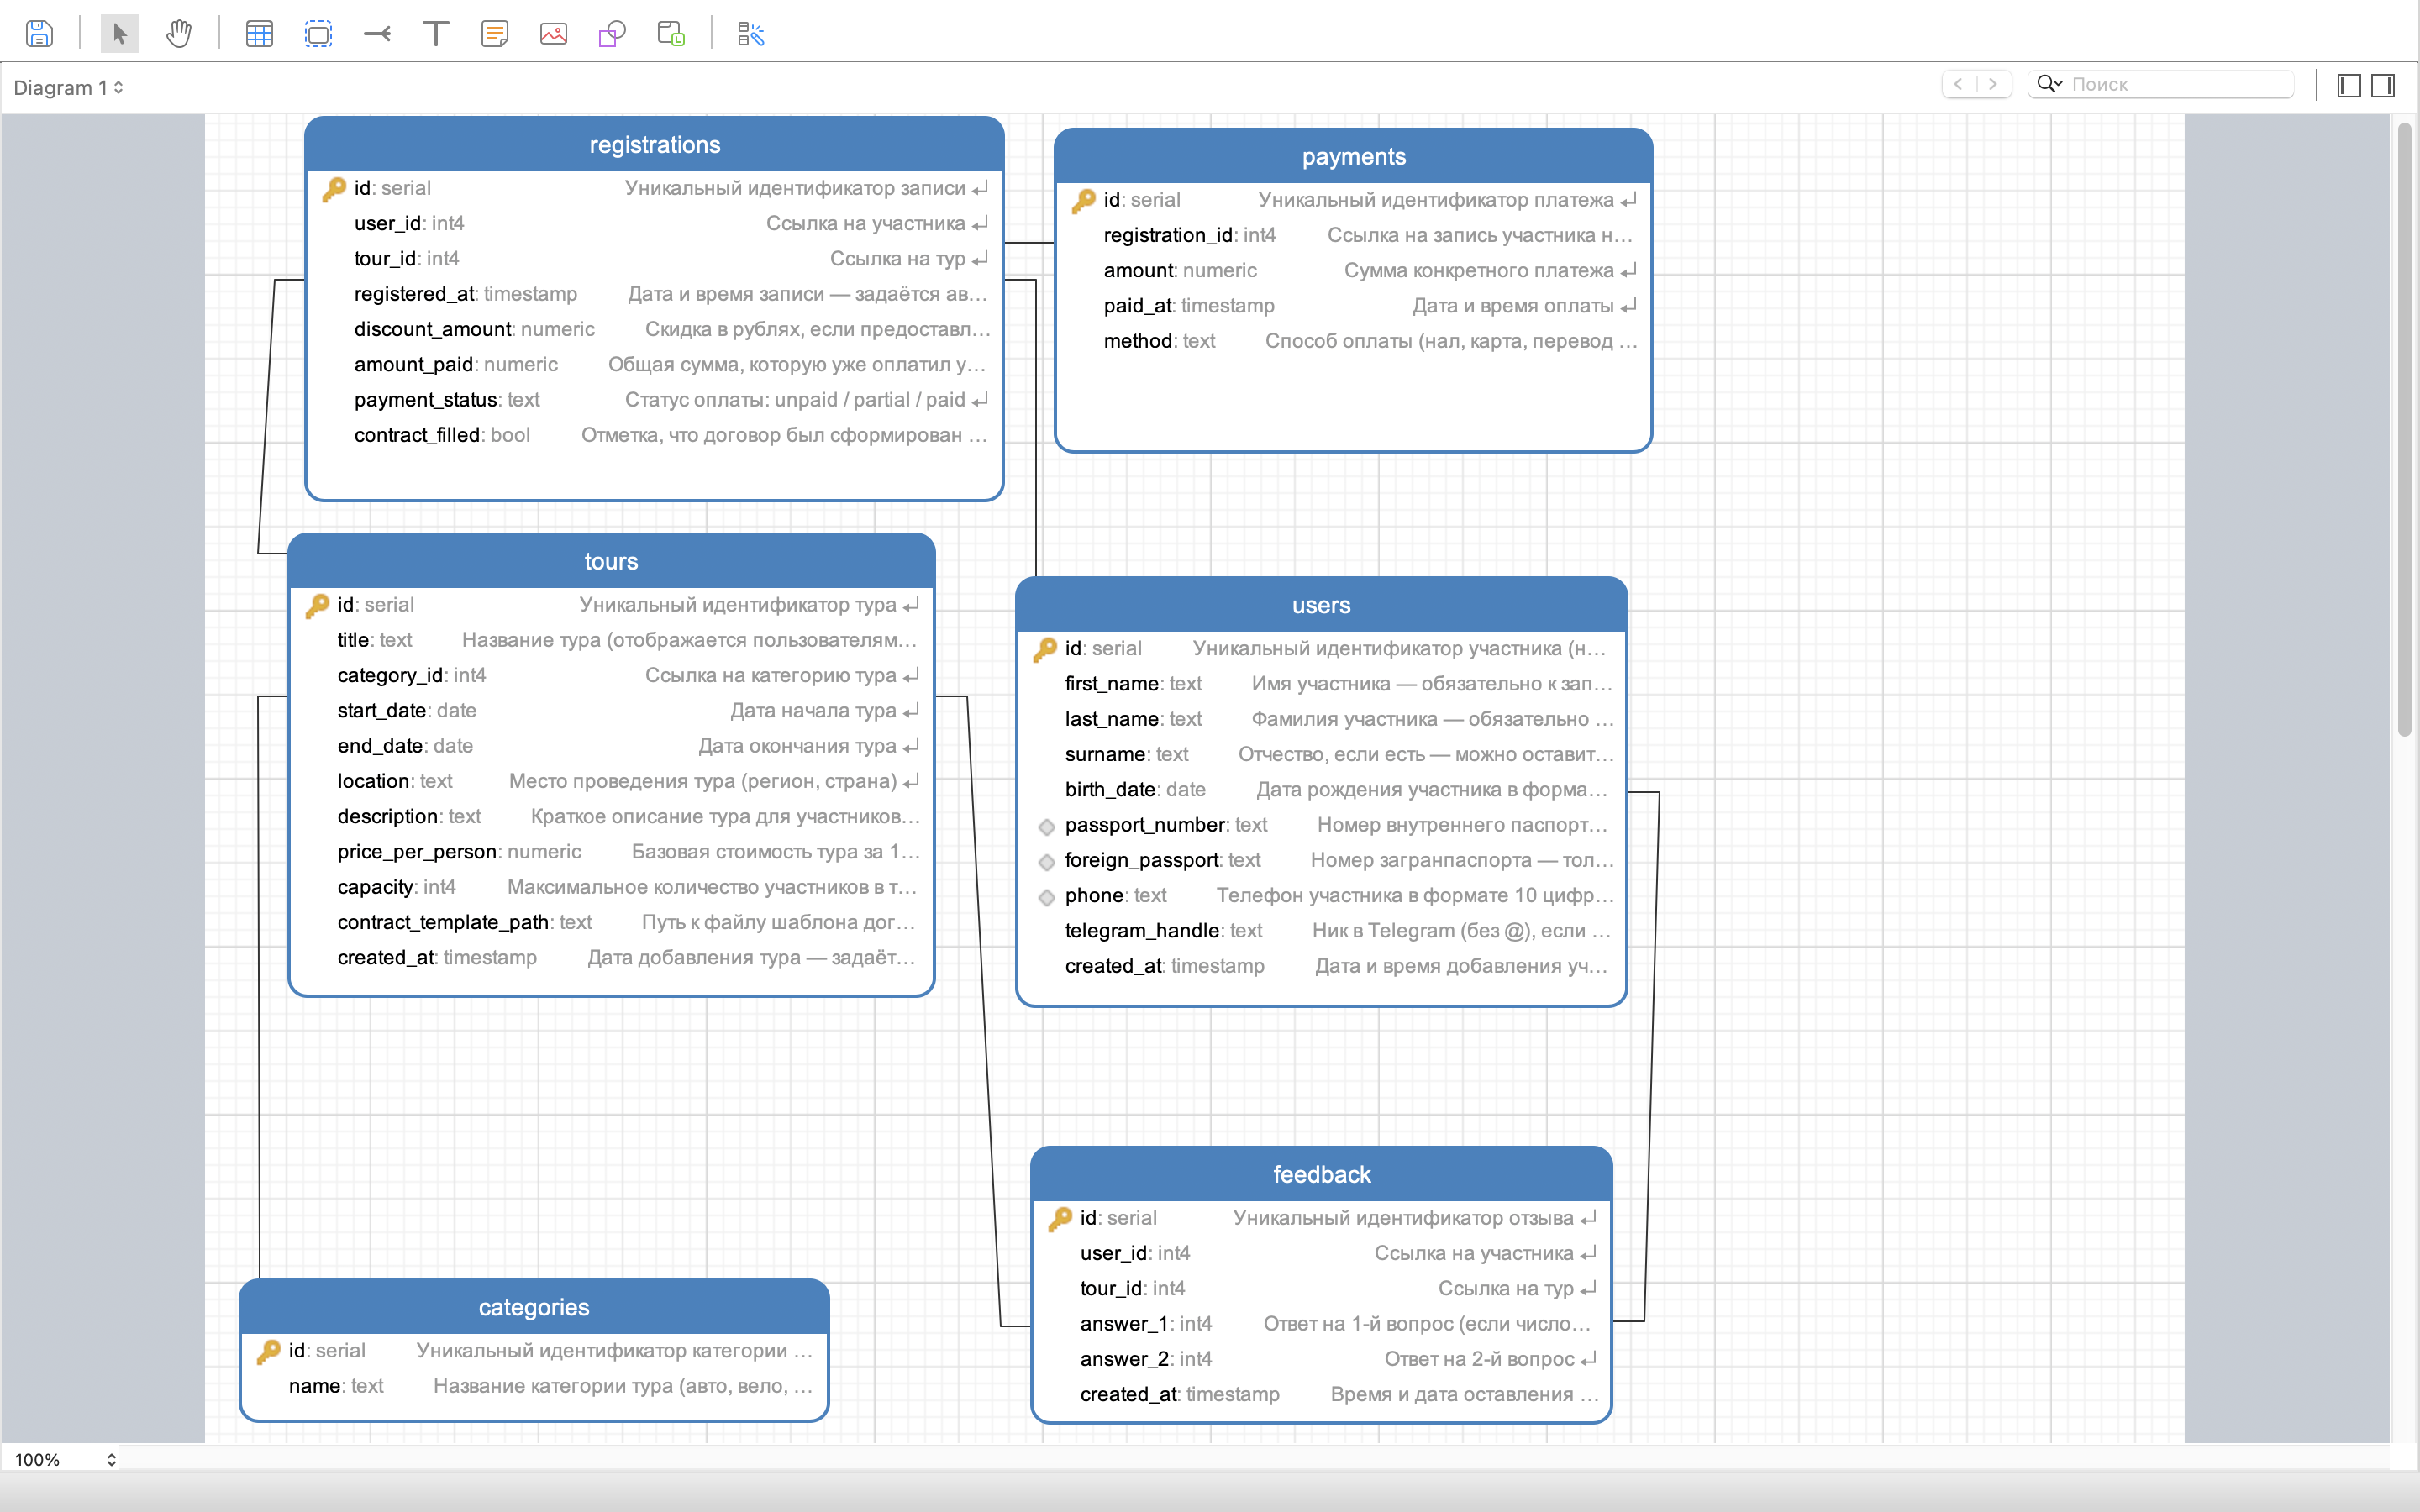 Diagram 1
Поиск
registrations
id: serial Уникальный идентификатор записи
user_id: int4 Ссылка на участника
tour_id: int4 Ссылка на тур
registered_at: timestamp Дата и время записи — задаётся ав...
discount_amount: numeric Скидка в рублях, если предоставл...
amount_paid: numeric Общая сумма, которую уже оплатил у...
payment_status: text Статус оплаты: unpaid / partial / paid
contract_filled: bool Отметка, что договор был сформирован ...
payments
id: serial Уникальный идентификатор платежа
registration_id: int4 Ссылка на запись участника н...
amount: numeric Сумма конкретного платежа
paid_at: timestamp Дата и время оплаты
method: text Способ оплаты (нал, карта, перевод ...
tours
id: serial Уникальный идентификатор тура
title: text Название тура (отображается пользователям...
category_id: int4 Ссылка на категорию тура
start_date: date Дата начала тура
end_date: date Дата окончания тура
location: text Место проведения тура (регион, страна)
description: text Краткое описание тура для участников...
price_per_person: numeric Базовая стоимость тура за 1...
capacity: int4 Максимальное количество участников в т...
contract_template_path: text Путь к файлу шаблона дог...
created_at: timestamp Дата добавления тура — задаёт...
users
id: serial Уникальный идентификатор участника (н...
first_name: text Имя участника — обязательно к зап...
last_name: text Фамилия участника — обязательно ...
surname: text Отчество, если есть — можно оставит...
birth_date: date Дата рождения участника в форма...
passport_number: text Номер внутреннего паспорт...
foreign_passport: text Номер загранпаспорта — тол...
phone: text Телефон участника в формате 10 цифр...
telegram_handle: text Ник в Telegram (без @), если ...
created_at: timestamp Дата и время добавления уч...
feedback
id: serial Уникальный идентификатор отзыва
user_id: int4 Ссылка на участника
tour_id: int4 Ссылка на тур
answer_1: int4 Ответ на 1-й вопрос (если число...
answer_2: int4 Ответ на 2-й вопрос
created_at: timestamp Время и дата оставления ...
categories
id: serial Уникальный идентификатор категории ...
name: text Название категории тура (авто, вело, ...
100%